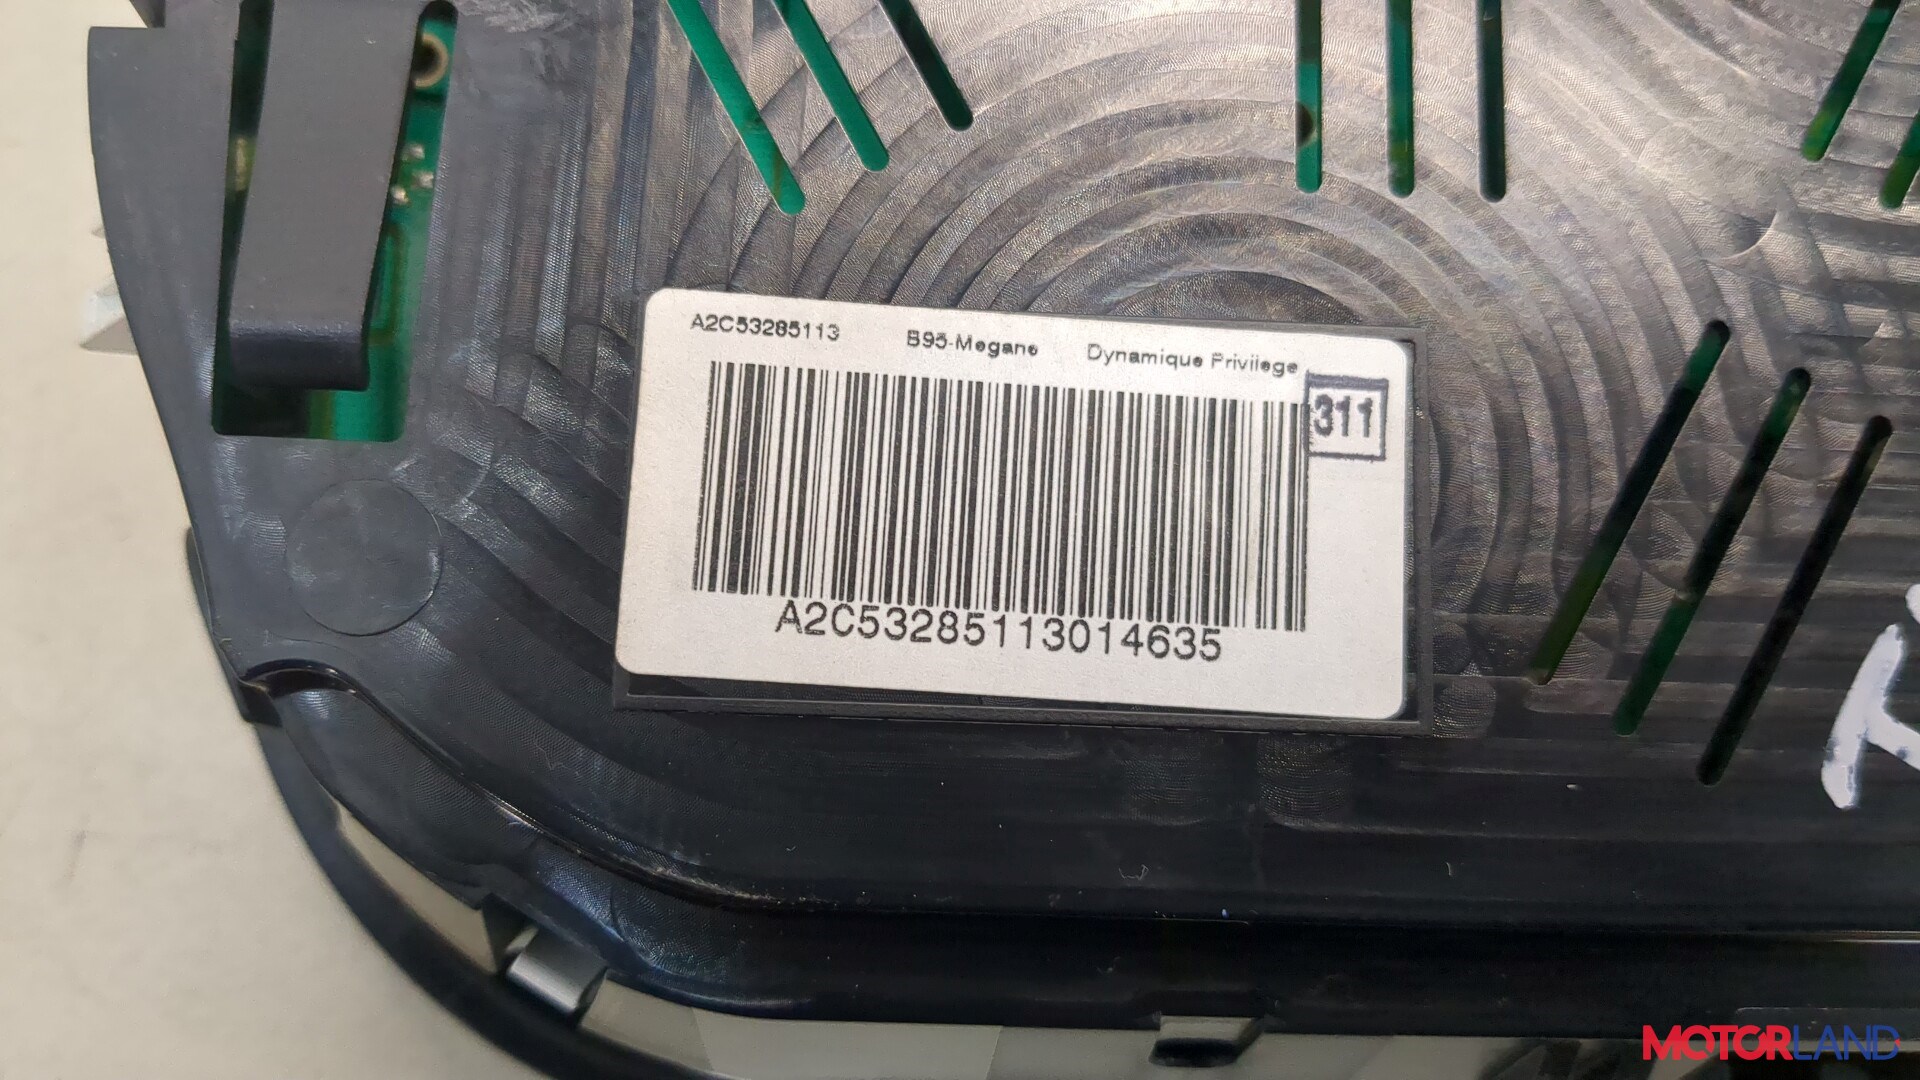 A2C53285113 B95-Megane Dynamique Privilege
311
A2C53285113014635
MOTORLAND